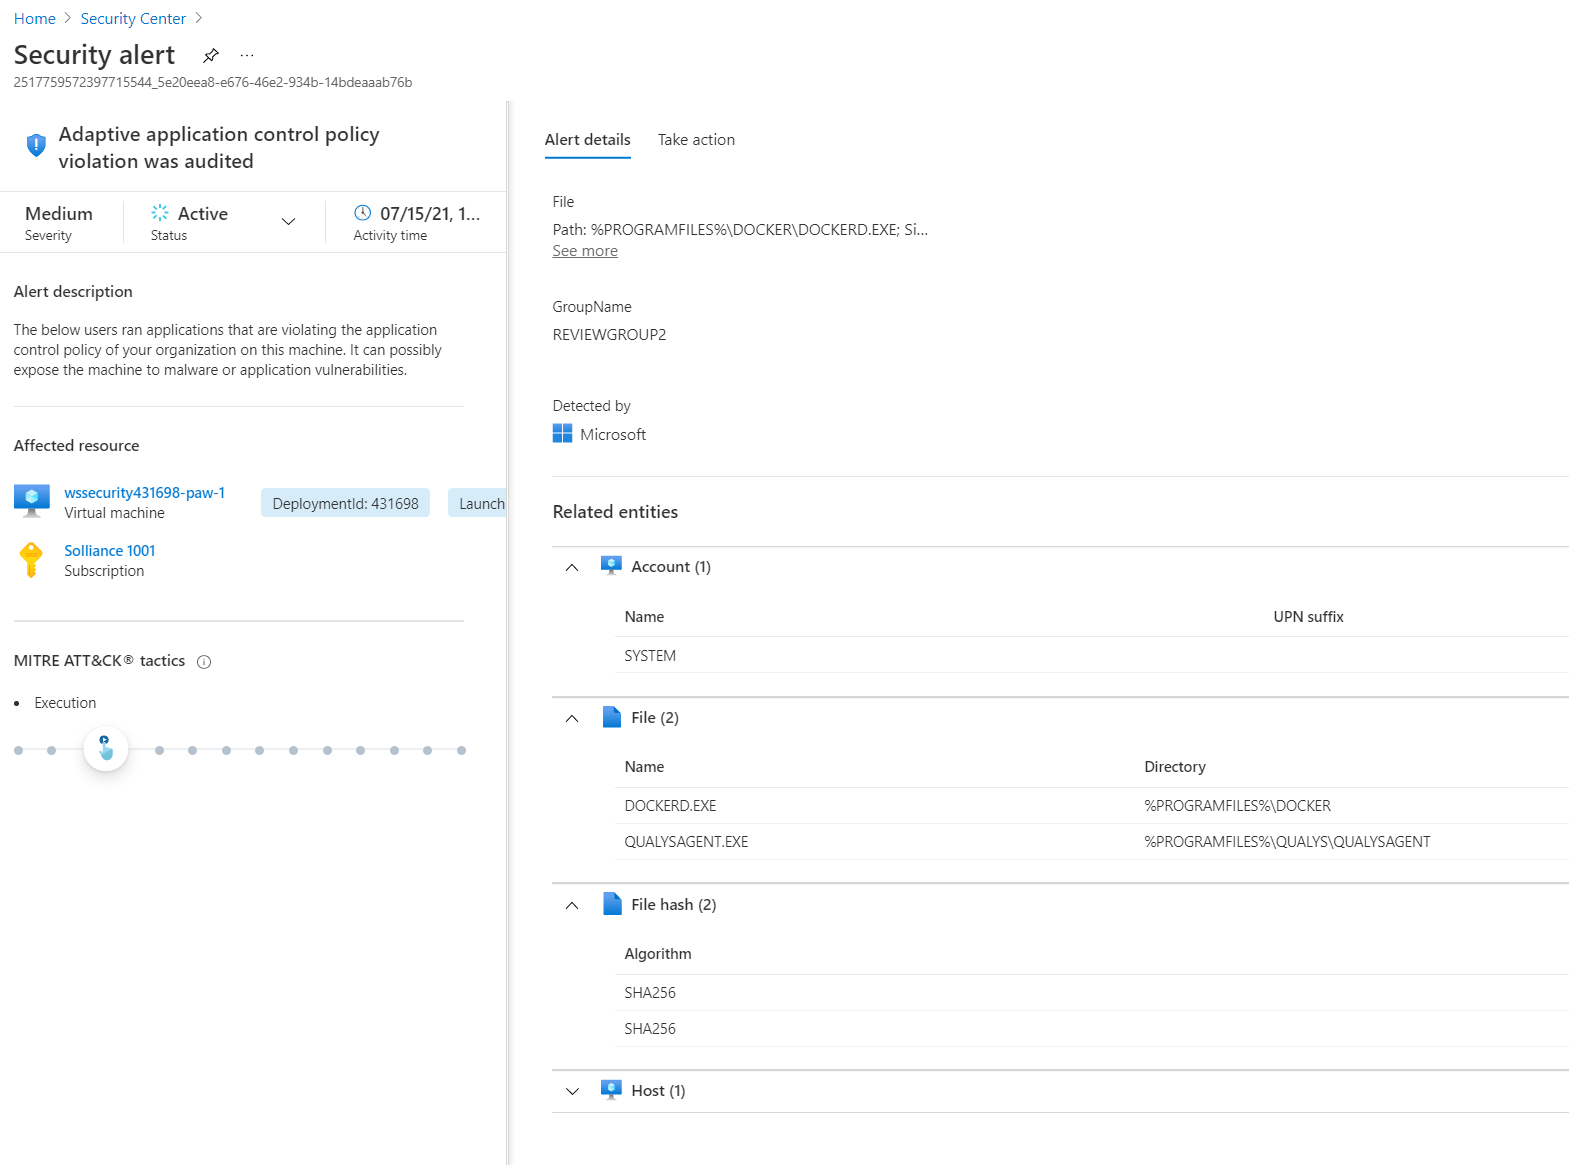 Home > Security Center >
Security alert ...
2517759572397715544_5e20eea8-e676-46e2-934b-14bdeaaab76b
Adaptive application control policy
violation was audited
Medium
Severity
Active
Status
07/15/21, 1...
Activity time
Alert description
The below users ran applications that are violating the application
control policy of your organization on this machine. It can possibly
expose the machine to malware or application vulnerabilities.
Affected resource
wssecurity431698-paw-1
Virtual machine
DeploymentId: 431698
Launch
Solliance 1001
Subscription
MITRE ATT&CK® tactics
• Execution
Alert details
Take action
File
Path: %PROGRAMFILES%\DOCKER\DOCKERD.EXE; Si...
See more
GroupName
REVIEWGROUP2
Detected by
Microsoft
Related entities
Account (1)
Name UPN suffix
SYSTEM
File (2)
Name Directory
DOCKERD.EXE %PROGRAMFILES%\DOCKER
QUALYSAGENT.EXE %PROGRAMFILES%\QUALYS\QUALYSAGENT
File hash (2)
Algorithm
SHA256
SHA256
Host (1)